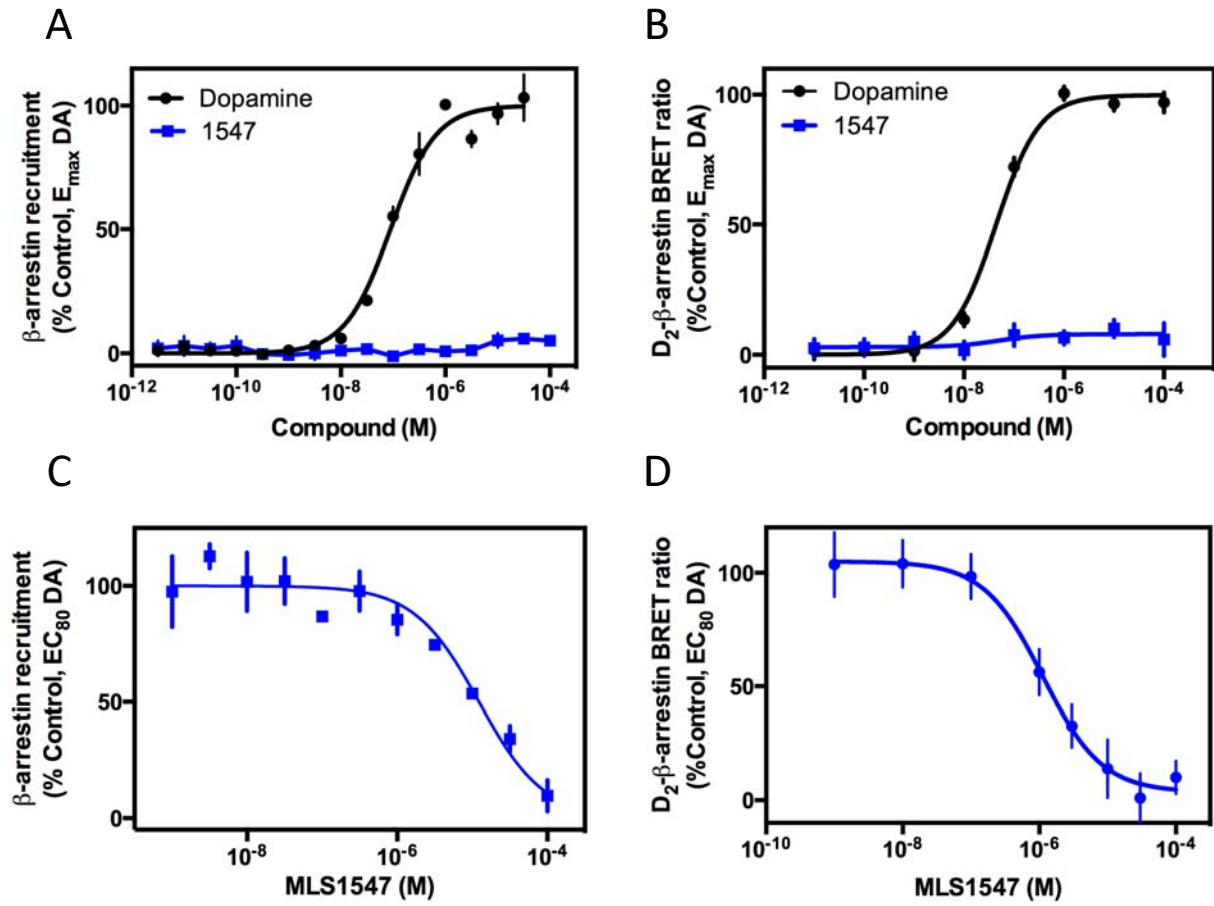 A
β-arrestin recruitment
(% Control, Emax DA)
100
50
0
Dopamine
1547
10-12
10-10
10-8
10-6
10-4
Compound (M)
B
D2-β-arrestin BRET ratio
(%Control, Emax DA)
100
50
0
Dopamine
1547
10-12
10-10
10-8
10-6
10-4
Compound (M)
C
β-arrestin recruitment
(% Control, EC80 DA)
100
50
0
10-8
10-6
10-4
MLS1547 (M)
D
D2-β-arrestin BRET ratio
(%Control, EC80 DA)
100
50
0
10-10
10-8
10-6
10-4
MLS1547 (M)